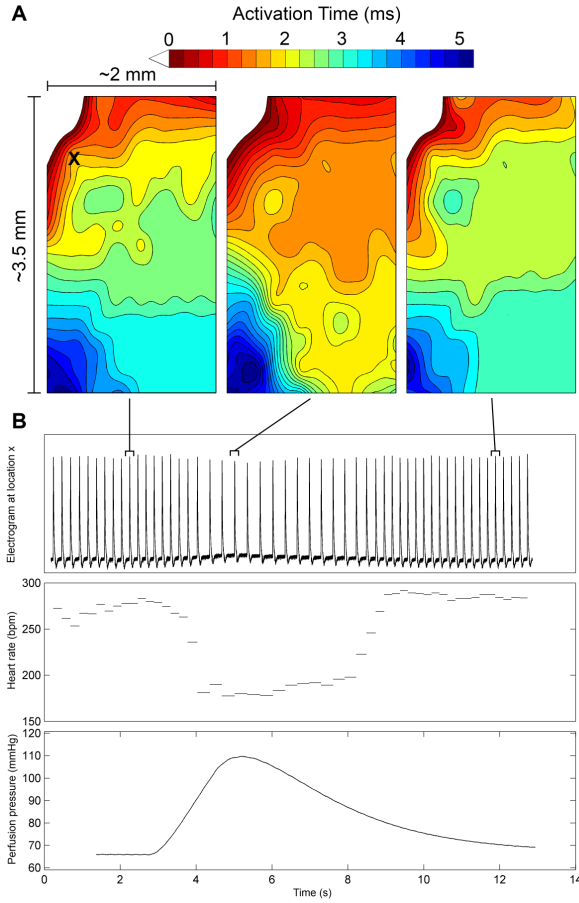 A
Activation Time (ms)
0 1 2 3 4 5
~2 mm
~3.5 mm
X
B
Electrogram at location x
300
250
200
150
Heart rate (bpm)
120
110
100
90
80
70
60
Perfusion pressure (mmHg)
0 2 4 6 8 10 12 14
Time (s)